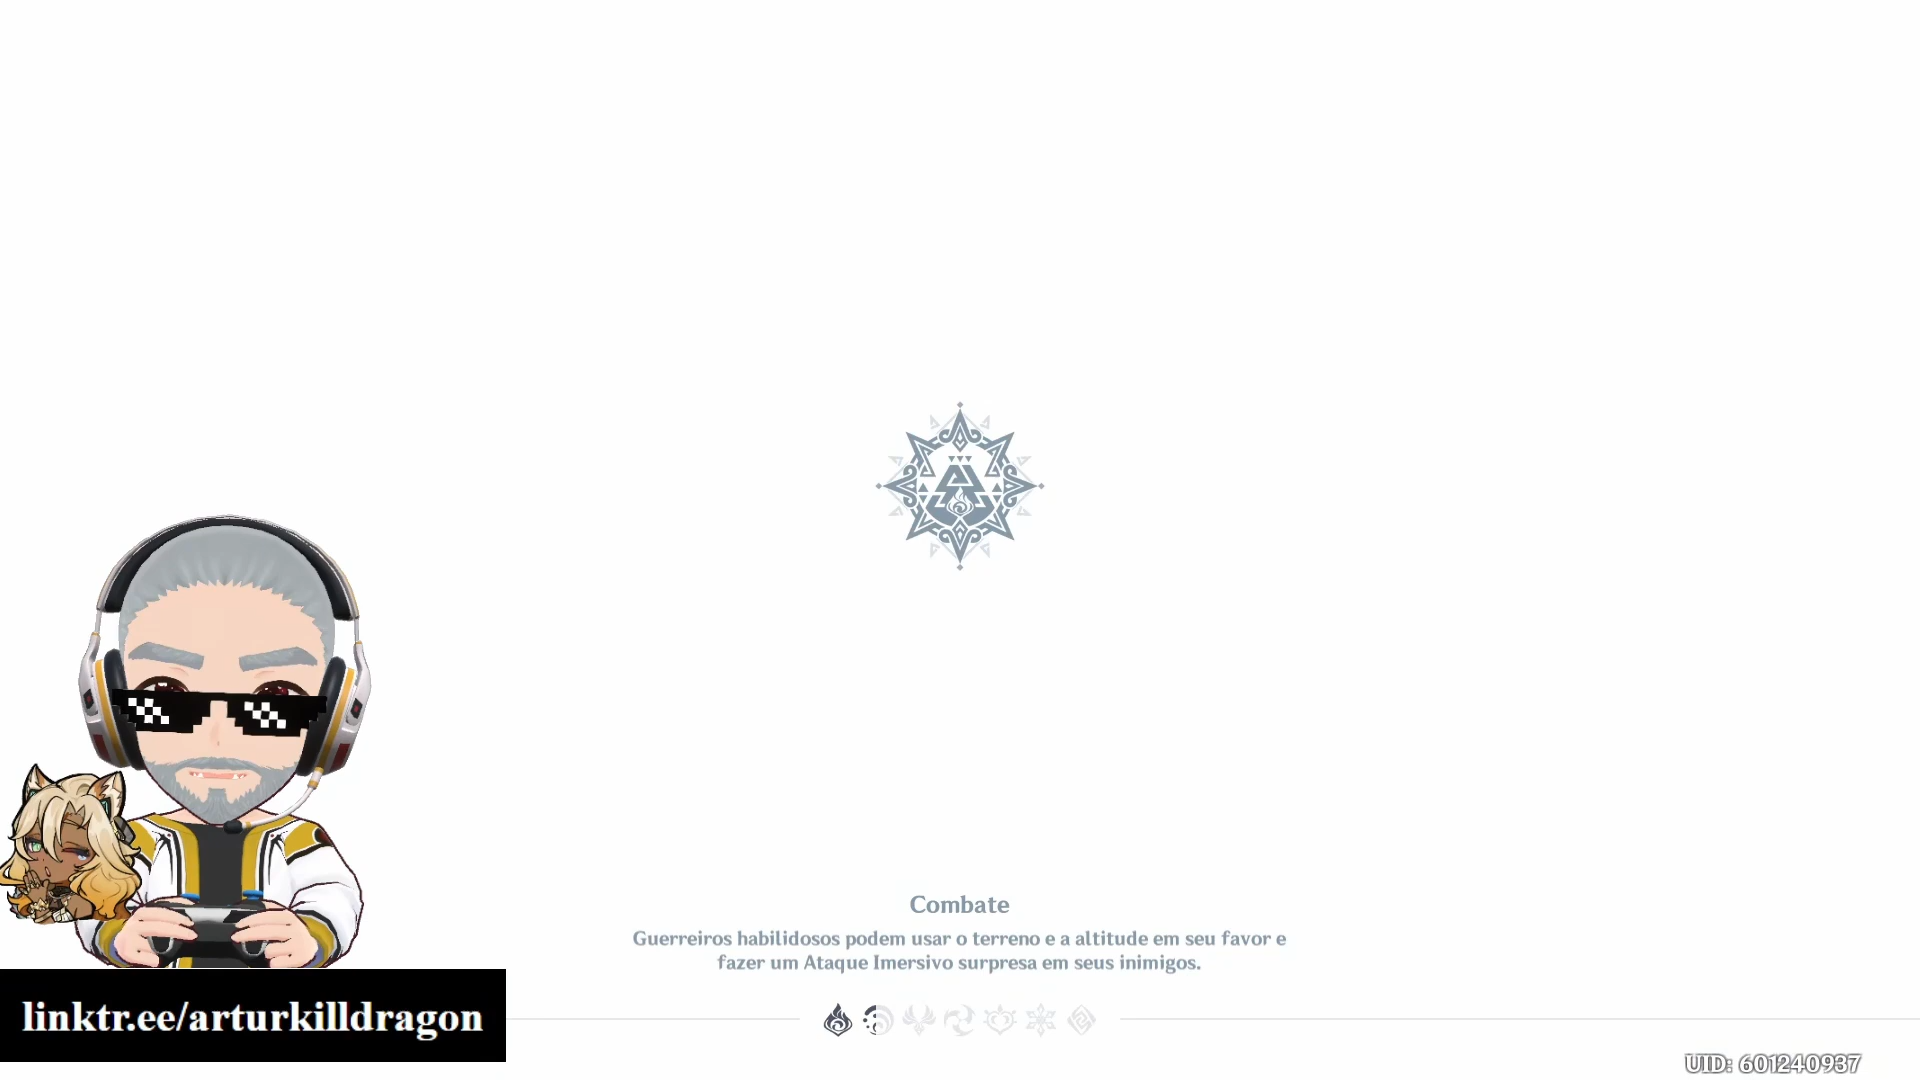 Combate
Guerreiros habilidosos podem usar o terreno e a altitude em seu favor e
fazer um Ataque Imersivo surpresa em seus inimigos.
linktr.ee/arturkilldragon
UID: 601240937